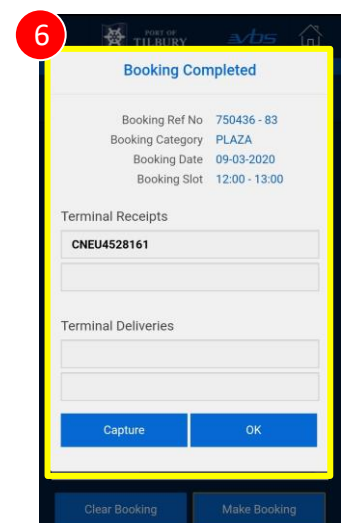 6
PORT OF
TILBURY
vbs
Booking Completed
Booking Ref No 750436 - 83
Booking Category PLAZA
Booking Date 09-03-2020
Booking Slot 12:00 - 13:00
Terminal Receipts
CNEU4528161
Terminal Deliveries
Capture OK
Clear Booking Make Booking